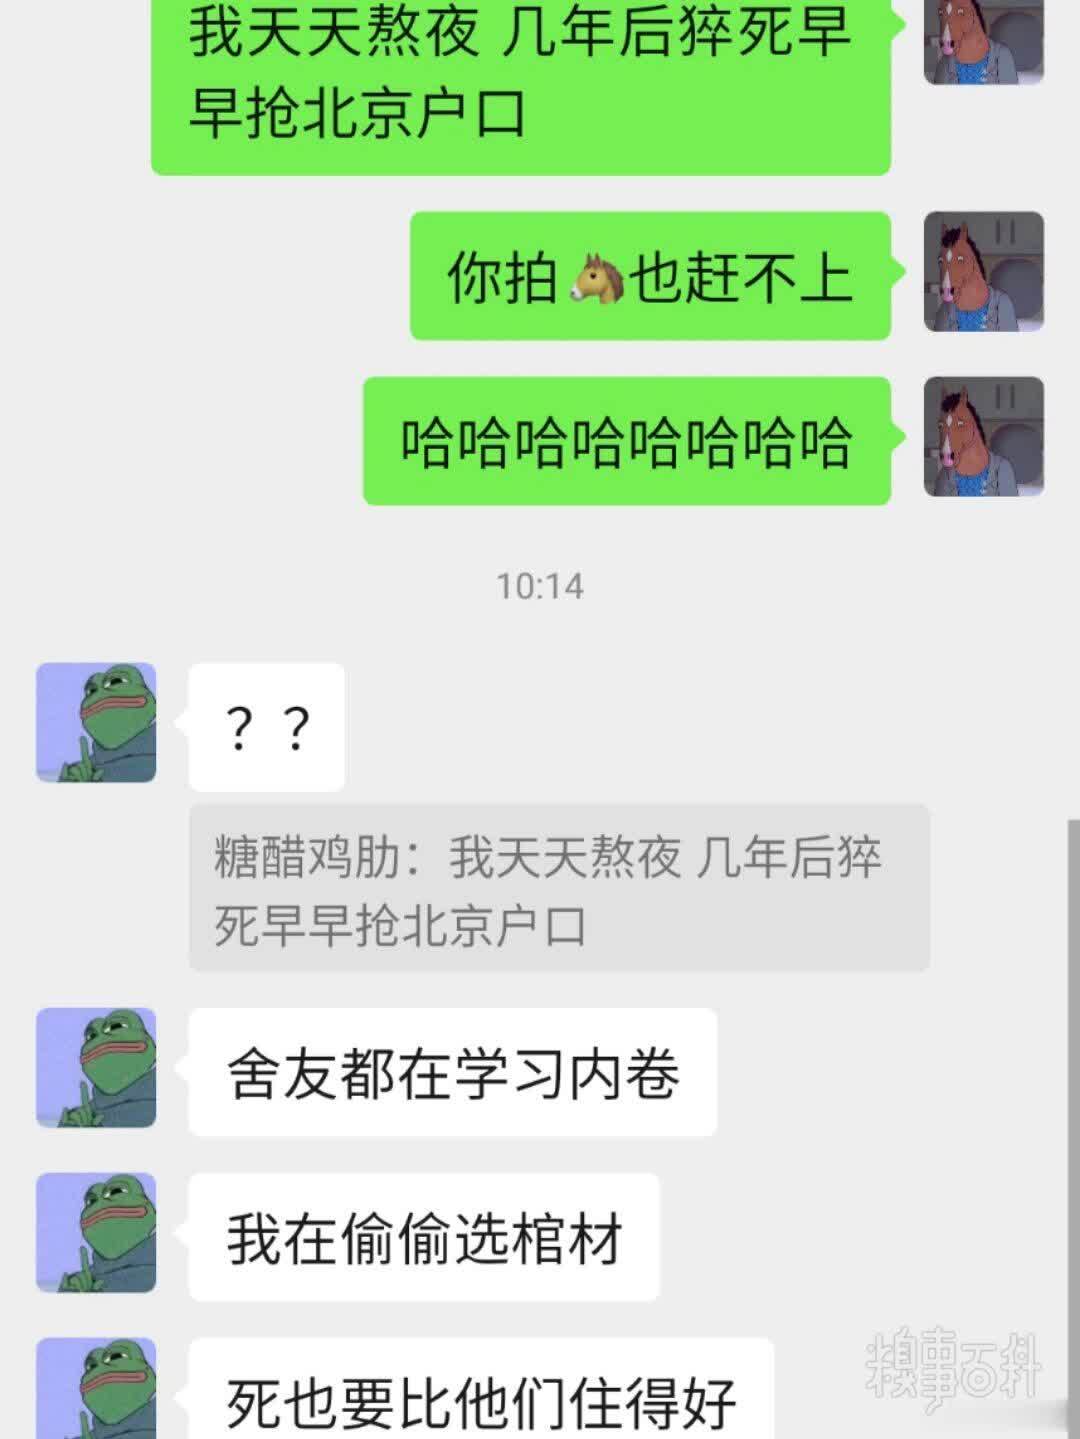 我天天熬夜 几年后猝死早
早抢北京户口
你拍🐴也赶不上
哈哈哈哈哈哈哈哈
10:14
？？
糖醋鸡肋：我天天熬夜 几年后猝
死早早抢北京户口
舍友都在学习内卷
我在偷偷选棺材
死也要比他们住得好
糗事百科